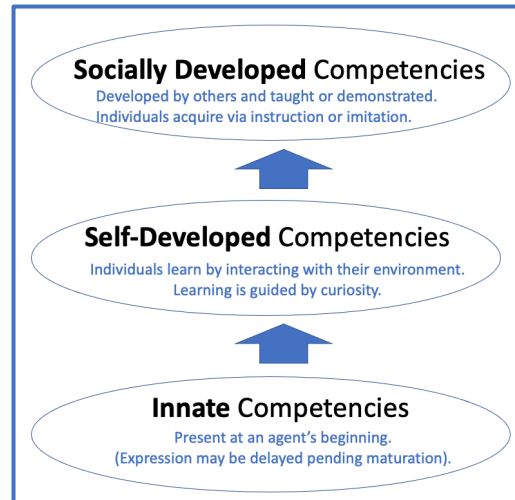 Socially Developed Competencies
Developed by others and taught or demonstrated.
Individuals acquire via instruction or imitation.
Self-Developed Competencies
Individuals learn by interacting with their environment.
Learning is guided by curiosity.
Innate Competencies
Present at an agent’s beginning.
(Expression may be delayed pending maturation).